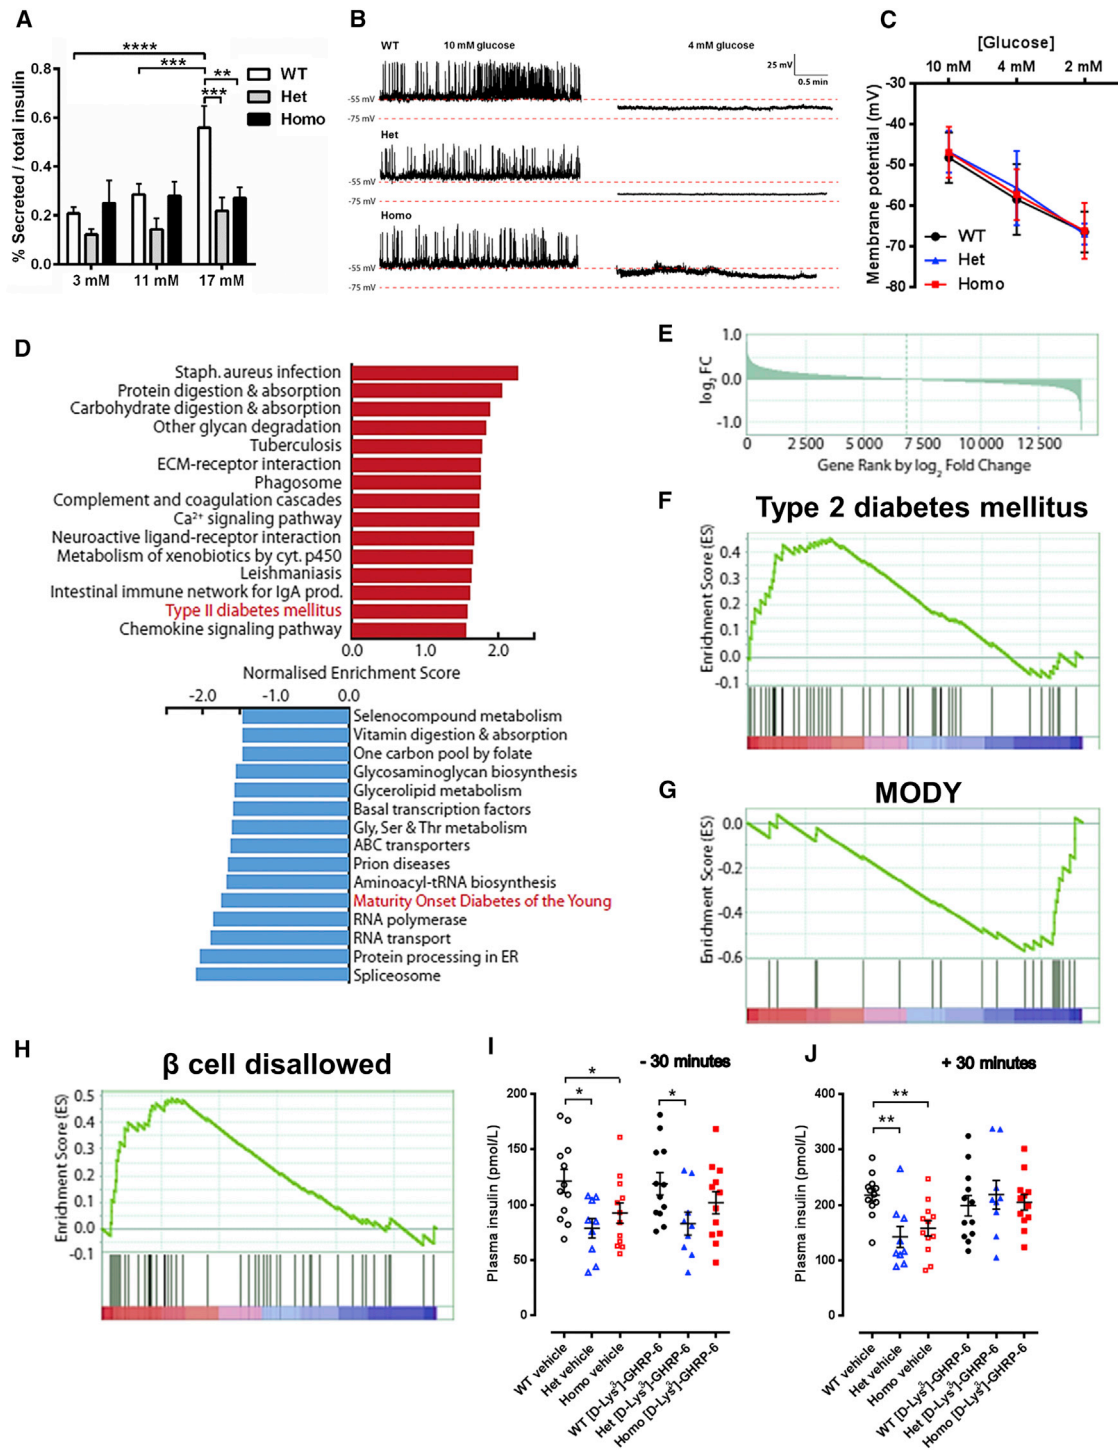 A
****
***
**
***
0.8
0.6
0.4
0.2
0.0
% Secreted / total insulin
3 mM 11 mM 17 mM
WT
Het
Homo
B
WT 10 mM glucose 4 mM glucose
25 mV
0.5 min
-55 mV
-75 mV
Het
-55 mV
-75 mV
Homo
-55 mV
-75 mV
C
[Glucose]
10 mM 4 mM 2 mM
-30
-40
-50
-60
-70
-80
Membrane potential (mV)
WT
Het
Homo
D
Staph. aureus infection
Protein digestion & absorption
Carbohydrate digestion & absorption
Other glycan degradation
Tuberculosis
ECM-receptor interaction
Phagosome
Complement and coagulation cascades
Ca²⁺ signaling pathway
Neuroactive ligand-receptor interaction
Metabolism of xenobiotics by cyt. p450
Leishmaniasis
Intestinal immune network for IgA prod.
Type II diabetes mellitus
Chemokine signaling pathway
0.0 1.0 2.0
Normalised Enrichment Score
-2.0 -1.0 0.0
Selenocompound metabolism
Vitamin digestion & absorption
One carbon pool by folate
Glycosaminoglycan biosynthesis
Glycerolipid metabolism
Basal transcription factors
Gly, Ser & Thr metabolism
ABC transporters
Prion diseases
Aminoacyl-tRNA biosynthesis
Maturity Onset Diabetes of the Young
RNA polymerase
RNA transport
Protein processing in ER
Spliceosome
E
1.0
0.0
-1.0
log₂ FC
0 2 500 5 000 7 500 10 000 12 500
Gene Rank by log₂ Fold Change
F
Type 2 diabetes mellitus
Enrichment Score (ES)
0.4
0.3
0.2
0.1
0.0
-0.1
G
MODY
Enrichment Score (ES)
0.0
-0.2
-0.4
-0.6
H
β cell disallowed
Enrichment Score (ES)
0.5
0.4
0.3
0.2
0.1
0.0
-0.1
I
- 30 minutes
*
*
*
200
150
100
50
0
Plasma insulin (pmol/L)
WT vehicle
Het vehicle
Homo vehicle
WT [D-Lys³]-GHRP-6
Het [D-Lys³]-GHRP-6
Homo [D-Lys³]-GHRP-6
J
+ 30 minutes
**
**
400
300
200
100
0
Plasma insulin (pmol/L)
WT vehicle
Het vehicle
Homo vehicle
WT [D-Lys³]-GHRP-6
Het [D-Lys³]-GHRP-6
Homo [D-Lys³]-GHRP-6